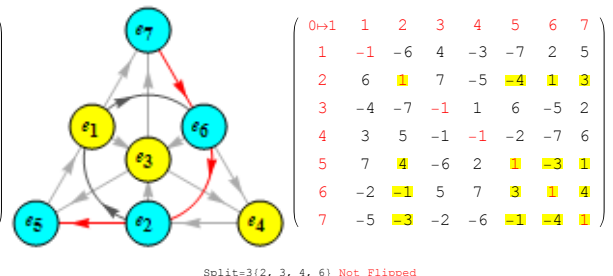 e7
e1
e6
e3
e5
e2
e4
0↦1 1 2 3 4 5 6 7
1 −1 −6 4 −3 −7 2 5
2 6 1 7 −5 −4 1 3
3 −4 −7 −1 1 6 −5 2
4 3 5 −1 −1 −2 −7 6
5 7 4 −6 2 1 −3 1
6 −2 −1 5 7 3 1 4
7 −5 −3 −2 −6 −1 −4 1
Split=3{2, 3, 4, 6} Not Flipped